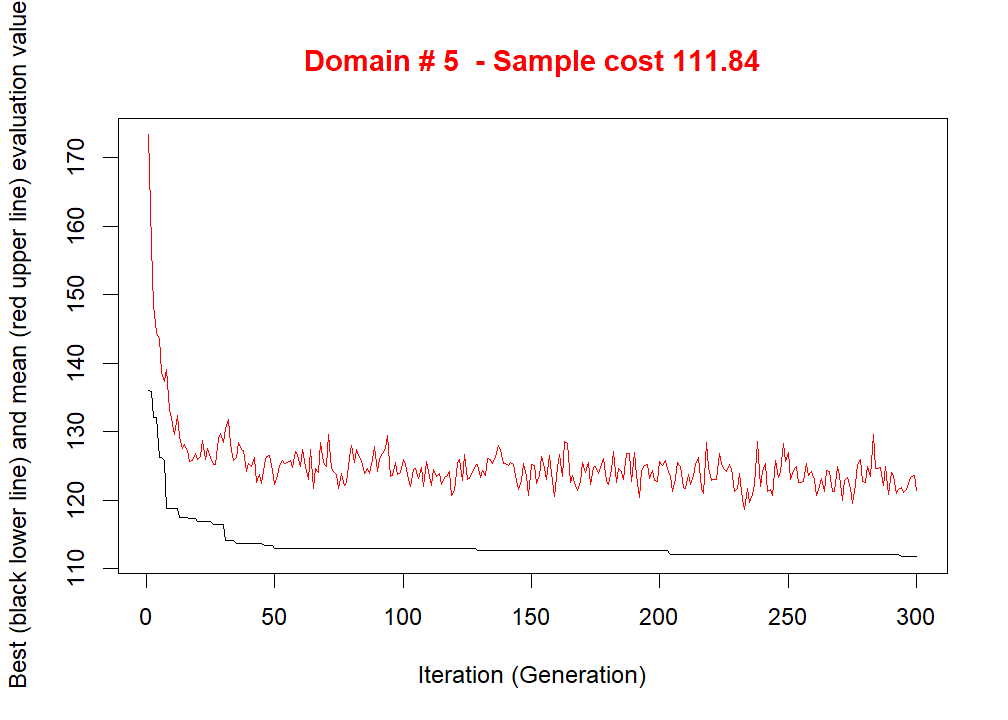 Domain # 5  - Sample cost 111.84
Best (black lower line) and mean (red upper line) evaluation value
170
160
150
140
130
120
110
0 50 100 150 200 250 300
Iteration (Generation)